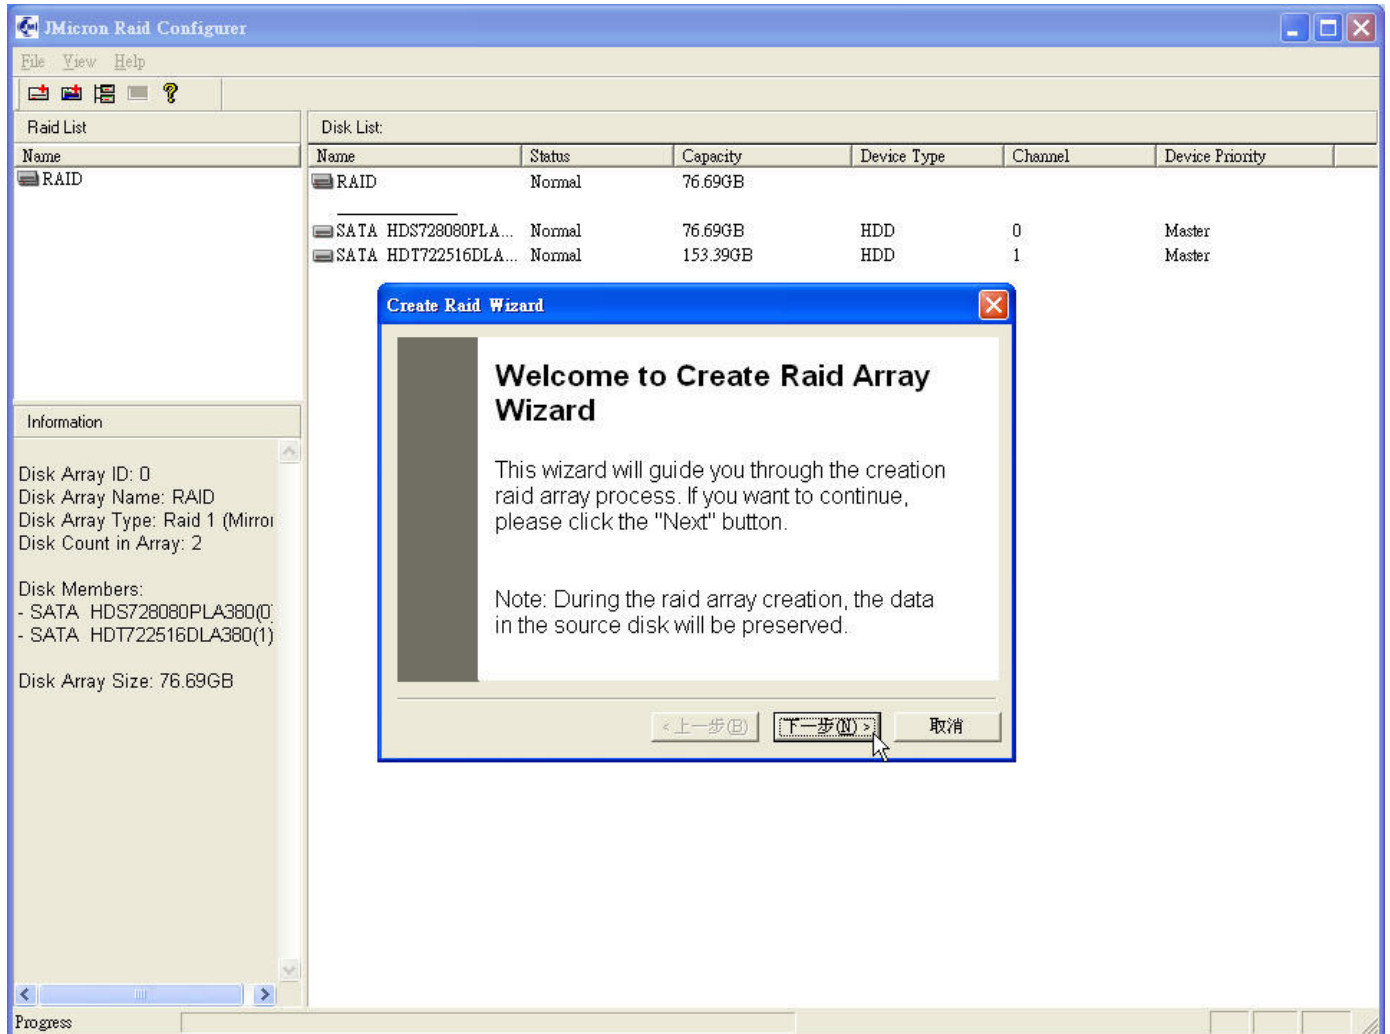 JMicron Raid Configurer
File View Help
Raid List
Disk List:
Name
Name Status Capacity Device Type Channel Device Priority
RAID
RAID Normal 76.69GB
SATA HDS728080PLA... Normal 76.69GB HDD 0 Master
SATA HDT722516DLA... Normal 153.39GB HDD 1 Master
Create Raid Wizard
Welcome to Create Raid Array
Wizard
This wizard will guide you through the creation
raid array process. If you want to continue,
please click the "Next" button.
Note: During the raid array creation, the data
in the source disk will be preserved.
<上一步(B)
下一步(N) >
取消
Information
Disk Array ID: 0
Disk Array Name: RAID
Disk Array Type: Raid 1 (Mirror
Disk Count in Array: 2
Disk Members:
- SATA HDS728080PLA380(0)
- SATA HDT722516DLA380(1)
Disk Array Size: 76.69GB
Progress